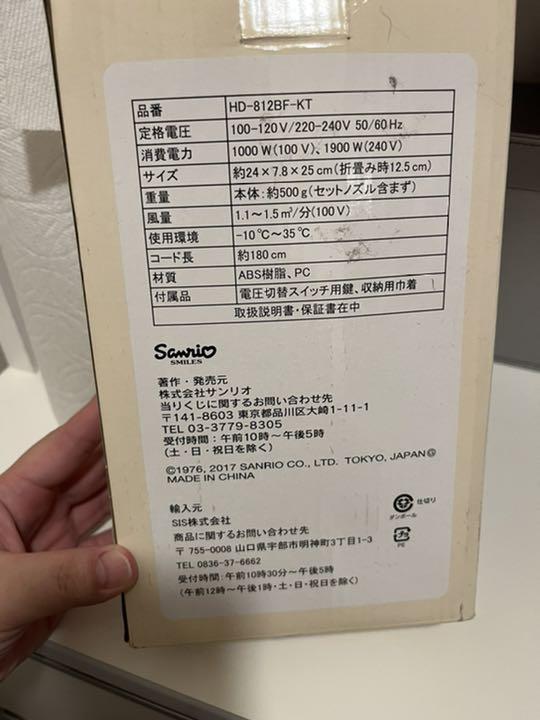 品番 HD-812BF-KT
定格電圧 100-120V/220-240V 50/60Hz
消費電力 1000W(100V)、1900W(240V)
サイズ 約24×7.8×25cm(折畳み時12.5cm)
重量 本体:約500g(セットノズル含まず)
風量 1.1〜1.5㎥/分(100V)
使用環境 -10℃〜35℃
コード長 約180cm
材質 ABS樹脂、PC
付属品 電圧切替スイッチ用鍵、収納用巾着
取扱説明書・保証書在中
Sanrio
SMILES
著作・発売元
株式会社サンリオ
当りくじに関するお問い合わせ先
〒141-8603 東京都品川区大崎1-11-1
TEL 03-3779-8305
受付時間:午前10時〜午後5時
(土・日・祝日を除く)
©1976, 2017 SANRIO CO., LTD. TOKYO, JAPAN Ⓐ
MADE IN CHINA
輸入元
SIS株式会社
商品に関するお問い合わせ先
〒755-0008 山口県宇部市明神町3丁目1-3
TEL 0836-37-6662
受付時間:午前10時30分〜午後5時
(午前12時〜午後1時・土・日・祝日を除く)
仕切り
ダンボール
プラ
PE